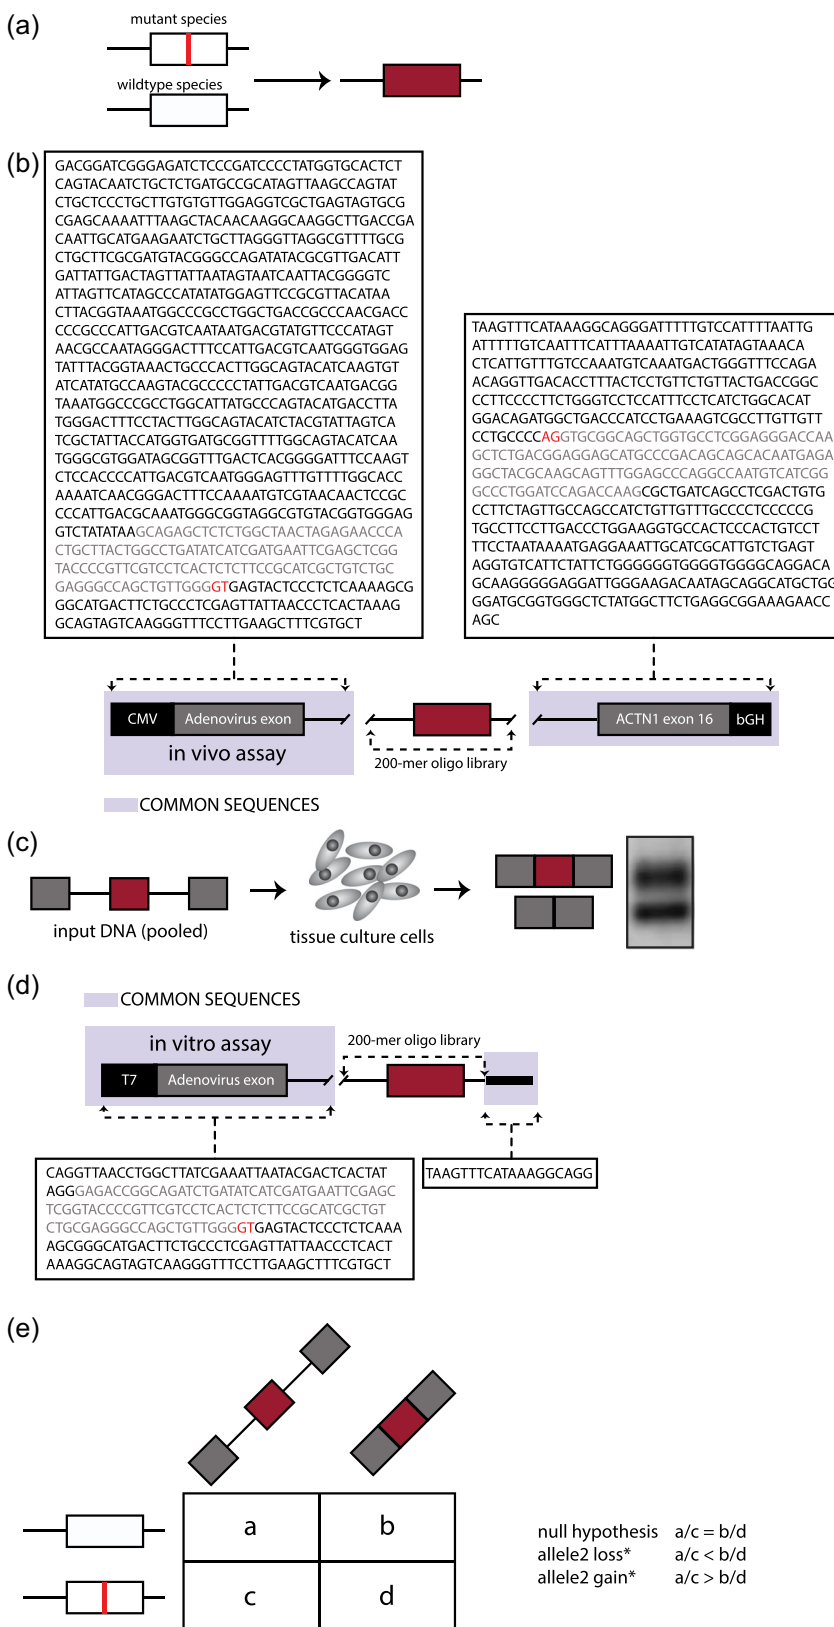 (a)
mutant species
wildtype species
(b)
GACGGATCGGGAGATCTCCCGATCCCCTATGGTGCACTCT
CAGTACAATCTGCTCTGATGCCGCATAGTTAAGCCAGTAT
CTGCTCCCTGCTTGTGTGTTGGAGGTCGCTGAGTAGTGCG
CGAGCAAAATTTAAGCTACAACAAGGCAAGGCTTGACCGA
CAATTGCATGAAGAATCTGCTTAGGGTTAGGCGTTTTGCG
CTGCTTCGCGATGTACGGGCCAGATATACGCGTTGACATT
GATTATTGACTAGTTATTAATAGTAATCAATTACGGGGTC
ATTAGTTCATAGCCCATATATGGAGTTCCGCGTTACATAA
CTTACGGTAAATGGCCCGCCTGGCTGACCGCCCAACGACC
CCCGCCCATTGACGTCAATAATGACGTATGTTCCCATAGT
AACGCCAATAGGGACTTTCCATTGACGTCAATGGGTGGAG
TATTTACGGTAAACTGCCCACTTGGCAGTACATCAAGTGT
ATCATATGCCAAGTACGCCCCCTATTGACGTCAATGACGG
TAAATGGCCCGCCTGGCATTATGCCCAGTACATGACCTTA
TGGGACTTTCCTACTTGGCAGTACATCTACGTATTAGTCA
TCGCTATTACCATGGTGATGCGGTTTTGGCAGTACATCAA
TGGGCGTGGATAGCGGTTTGACTCACGGGGATTTCCAAGT
CTCCACCCCATTGACGTCAATGGGAGTTTGTTTTGGCACC
AAAATCAACGGGACTTTCCAAAATGTCGTAACAACTCCGC
CCCATTGACGCAAATGGGCGGTAGGCGTGTACGGTGGGAG
GTCTATATAAGCAGAGCTCTCTGGCTAACTAGAGAACCCA
CTGCTTACTGGCCTGATATCATCGATGAATTCGAGCTCGG
TACCCCGTTCGTCCTCACTCTCTTCCGCATCGCTGTCTGC
GAGGGCCAGCTGTTGGGGTGAGTACTCCCTCTCAAAAGCG
GGCATGACTTCTGCCCTCGAGTTATTAACCCTCACTAAAG
GCAGTAGTCAAGGGTTTCCTTGAAGCTTTCGTGCT
TAAGTTTCATAAAGGCAGGGATTTTTGTCCATTTTAATTG
ATTTTTGTCAATTTCATTTAAAATTGTCATATAGTAAACA
CTCATTGTTTGTCCAAATGTCAAATGACTGGGTTTCCAGA
ACAGGTTGACACCTTTACTCCTGTTCTGTTACTGACCGGC
CCTTCCCCTTCTGGGTCCTCCATTTCCTCATCTGGCACAT
GGACAGATGGCTGACCCATCCTGAAAGTCGCCTTGTTGTT
CCTGCCCCAGGTGCGGCAGCTGGTGCCTCGGAGGGACCAA
GCTCTGACGGAGGAGCATGCCCGACAGCAGCACAATGAGA
GGCTACGCAAGCAGTTTGGAGCCCAGGCCAATGTCATCGG
GCCCTGGATCCAGACCAAGCGCTGATCAGCCTCGACTGTG
CCTTCTAGTTGCCAGCCATCTGTTGTTTGCCCCTCCCCCG
TGCCTTCCTTGACCCTGGAAGGTGCCACTCCCACTGTCCT
TTCCTAATAAAATGAGGAAATTGCATCGCATTGTCTGAGT
AGGTGTCATTCTATTCTGGGGGGTGGGGTGGGGCAGGACA
GCAAGGGGGAGGATTGGGAAGACAATAGCAGGCATGCTGG
GGATGCGGTGGGCTCTATGGCTTCTGAGGCGGAAAGAACC
AGC
CMV Adenovirus exon
in vivo assay
200-mer oligo library
ACTN1 exon 16 bGH
COMMON SEQUENCES
(c)
input DNA (pooled)
tissue culture cells
(d)
COMMON SEQUENCES
in vitro assay
T7 Adenovirus exon
200-mer oligo library
CAGGTTAACCTGGCTTATCGAAATTAATACGACTCACTAT
AGGGAGACCGGCAGATCTGATATCATCGATGAATTCGAGC
TCGGTACCCCGTTCGTCCTCACTCTCTTCCGCATCGCTGT
CTGCGAGGGCCAGCTGTTGGGGTGAGTACTCCCTCTCAAA
AGCGGGCATGACTTCTGCCCTCGAGTTATTAACCCTCACT
AAAGGCAGTAGTCAAGGGTTTCCTTGAAGCTTTCGTGCT
TAAGTTTCATAAAGGCAGG
(e)
a b
c d
null hypothesis a/c = b/d
allele2 loss* a/c < b/d
allele2 gain* a/c > b/d